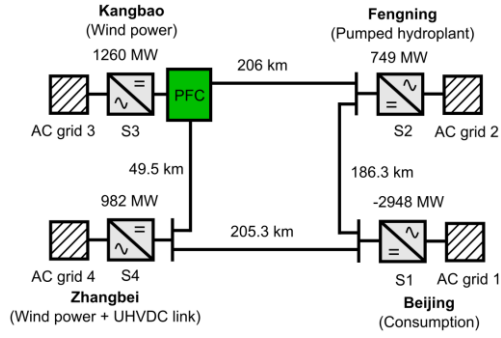 Kangbao
(Wind power)
Fengning
(Pumped hydroplant)
1260 MW
206 km
749 MW
~
=
PFC
=
~
AC grid 3
S3
S2
AC grid 2
49.5 km
186.3 km
982 MW
-2948 MW
205.3 km
=
~
~
=
AC grid 4
S4
S1
AC grid 1
Zhangbei
(Wind power + UHVDC link)
Beijing
(Consumption)